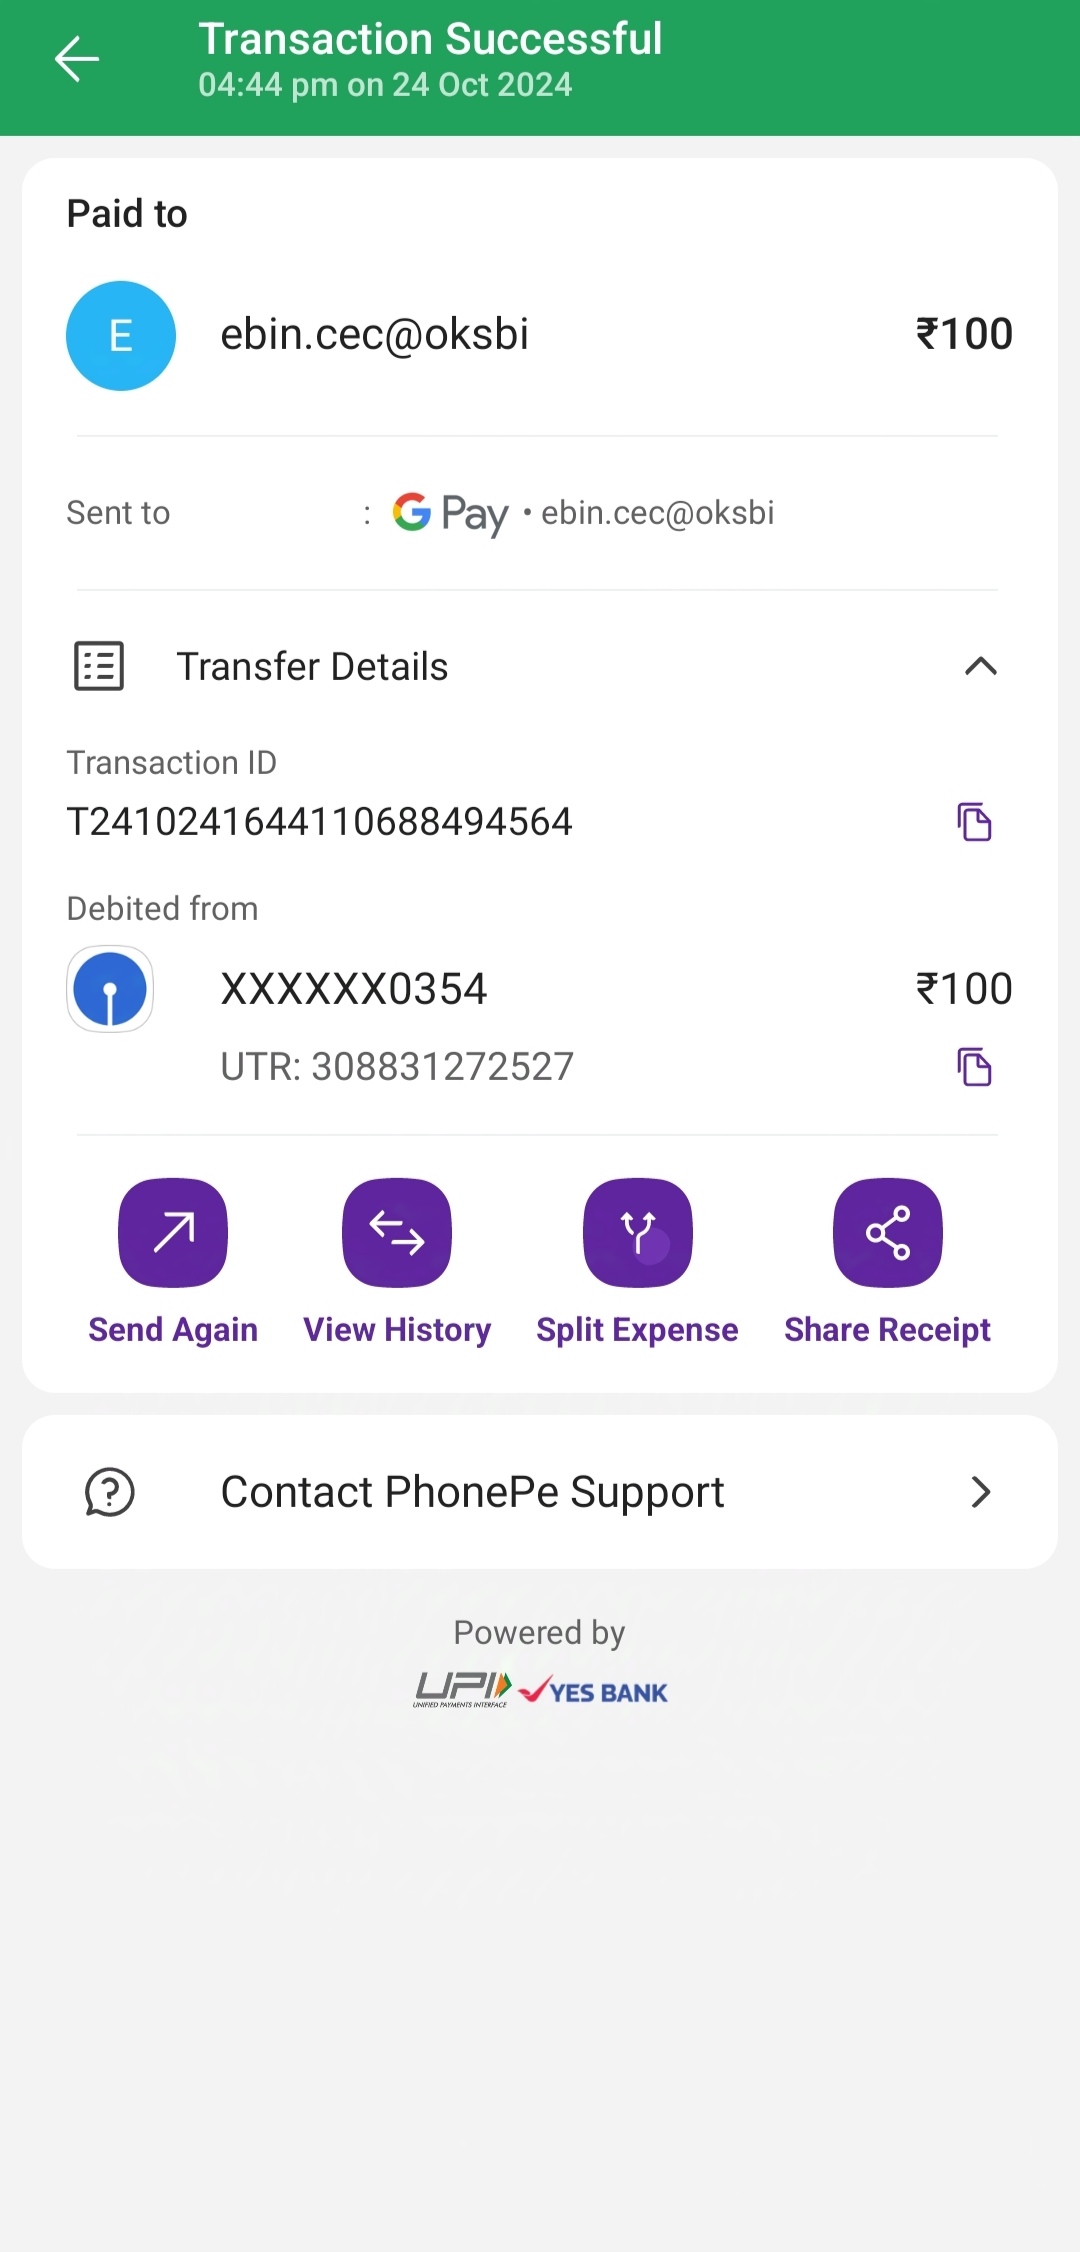 Transaction Successful
04:44 pm on 24 Oct 2024
Paid to
E
ebin.cec@oksbi ₹100
Sent to : G Pay • ebin.cec@oksbi
Transfer Details
Transaction ID
T2410241644110688494564
Debited from
XXXXXX0354 ₹100
UTR: 308831272527
Send Again View History Split Expense Share Receipt
Contact PhonePe Support
Powered by
UPI YES BANK
UNIFIED PAYMENTS INTERFACE